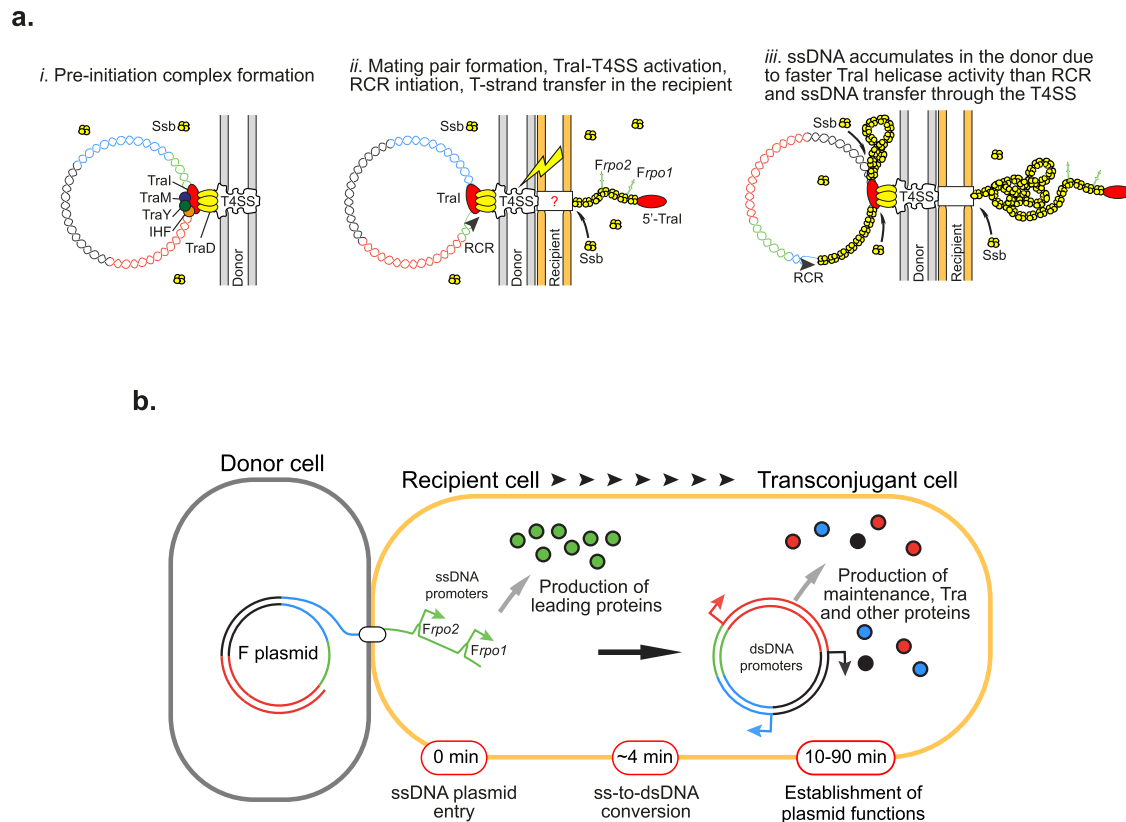 a.
i. Pre-initiation complex formation
ii. Mating pair formation, TraI-T4SS activation,
RCR intiation, T-strand transfer in the recipient
iii. ssDNA accumulates in the donor due
to faster TraI helicase activity than RCR
and ssDNA transfer through the T4SS
Ssb
TraI
TraM
TraY
IHF
TraD
T4SS
Donor
Ssb
TraI
T4SS
RCR
Donor
?
Recipient
Frpo2
Frpo1
5'-TraI
Ssb
Ssb
T4SS
RCR
Donor
Recipient
Ssb
b.
Donor cell
Recipient cell
Transconjugant cell
F plasmid
ssDNA
promoters
Frpo2
Frpo1
Production of
leading proteins
Production of
maintenance, Tra
and other proteins
dsDNA
promoters
0 min
~4 min
10-90 min
ssDNA plasmid
entry
ss-to-dsDNA
conversion
Establishment of
plasmid functions